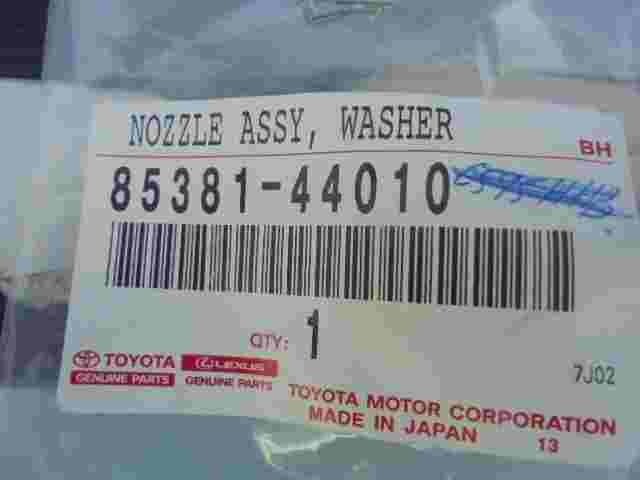 NOZZLE ASSY, WASHER
BH
85381-44010
QTY: 1
TOYOTA LEXUS 7J02
GENUINE PARTS GENUINE PARTS
TOYOTA MOTOR CORPORATION
MADE IN JAPAN 13